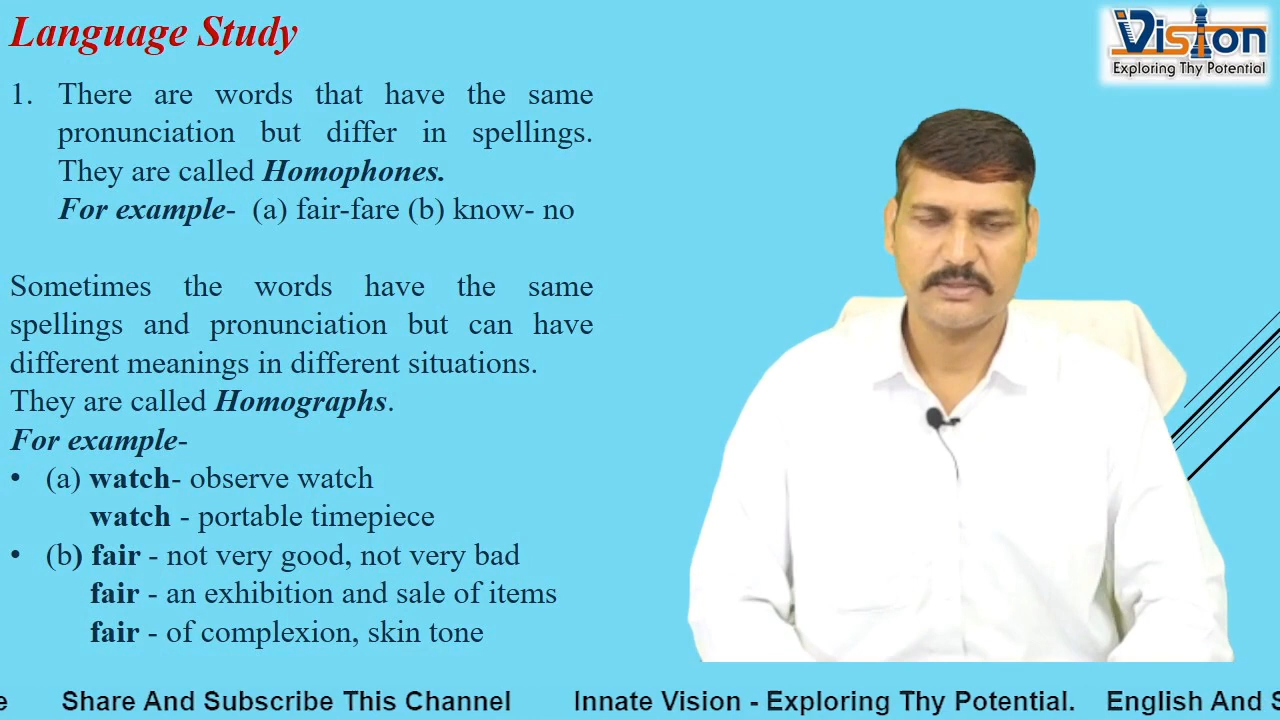 Language Study
Vision
Exploring Thy Potential
1. There are words that have the same
pronunciation but differ in spellings.
They are called Homophones.
For example- (a) fair-fare (b) know- no
Sometimes the words have the same
spellings and pronunciation but can have
different meanings in different situations.
They are called Homographs.
For example-
• (a) watch- observe watch
watch - portable timepiece
• (b) fair - not very good, not very bad
fair - an exhibition and sale of items
fair - of complexion, skin tone
e Share And Subscribe This Channel Innate Vision - Exploring Thy Potential. English And S